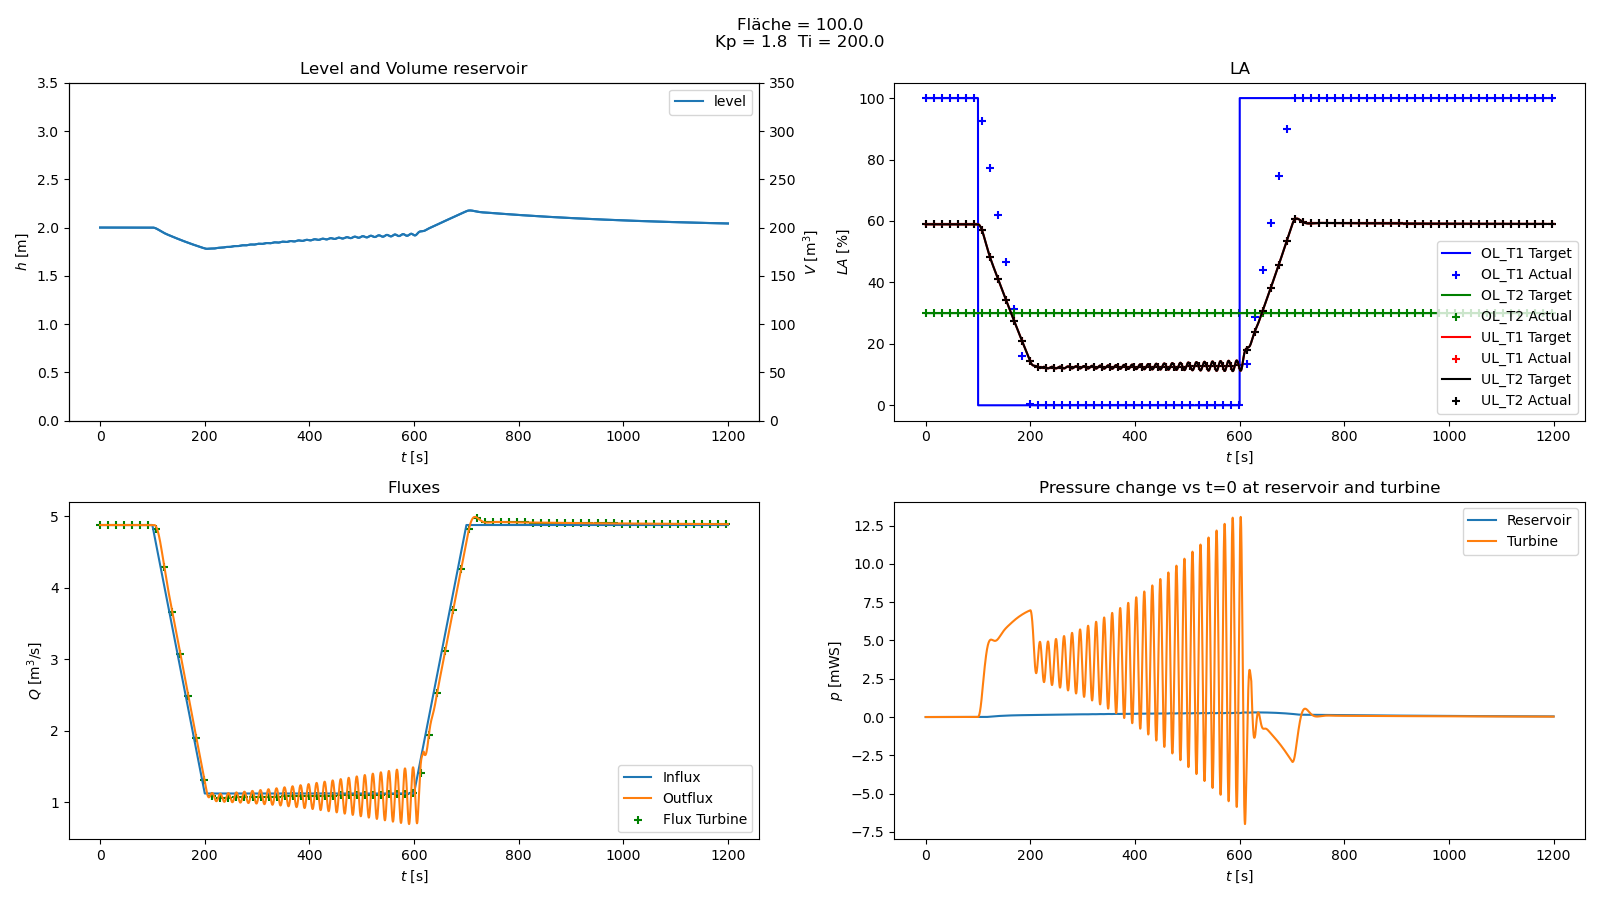 Fläche = 100.0
Kp = 1.8  Ti = 200.0
Level and Volume reservoir
3.5
3.0
2.5
2.0
1.5
1.0
0.5
0.0
h [m]
350
300
250
200
150
100
50
0
V [m³]
level
0 200 400 600 800 1000 1200
t [s]
LA
100
80
60
40
20
0
LA [%]
OL_T1 Target
OL_T1 Actual
OL_T2 Target
OL_T2 Actual
UL_T1 Target
UL_T1 Actual
UL_T2 Target
UL_T2 Actual
0 200 400 600 800 1000 1200
t [s]
Fluxes
5
4
3
2
1
Q [m³/s]
Influx
Outflux
Flux Turbine
0 200 400 600 800 1000 1200
t [s]
Pressure change vs t=0 at reservoir and turbine
12.5
10.0
7.5
5.0
2.5
0.0
−2.5
−5.0
−7.5
p [mWS]
Reservoir
Turbine
0 200 400 600 800 1000 1200
t [s]